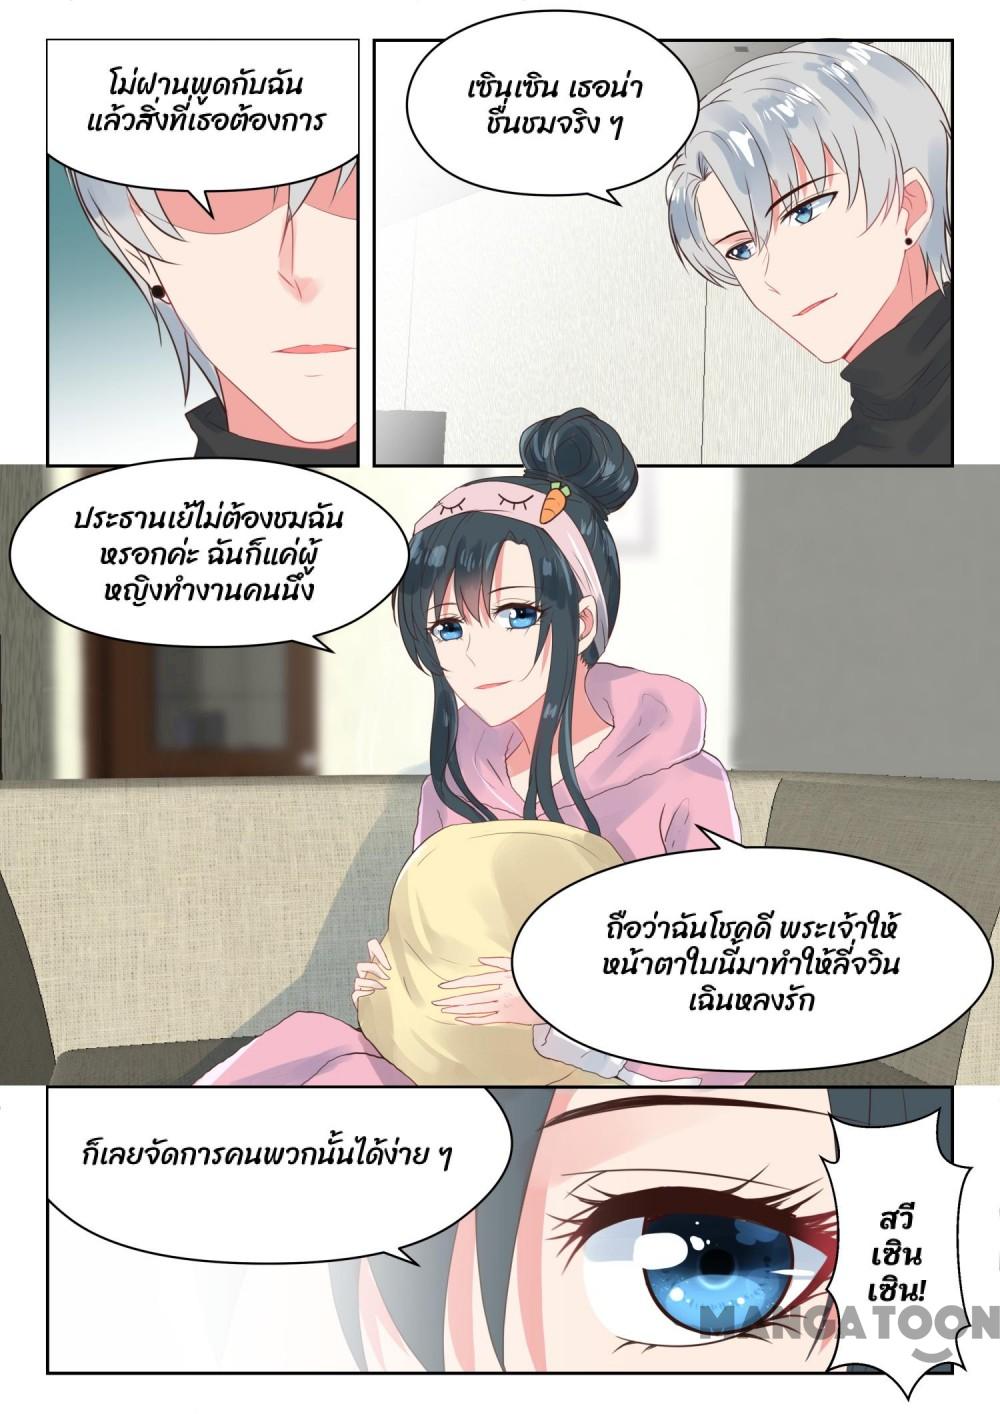 โม่ฝานพูดกับฉัน
แล้วสิ่งที่เธอต้องการ
เซินเซิน เธอน่า
ชื่นชมจริง ๆ
ประธานเย้ไม่ต้องชมฉัน
หรอกค่ะ ฉันก็แค่ผู้
หญิงทำงานคนนึง
ถือว่าฉันโชคดี พระเจ้าให้
หน้าตาใบนี้มาทำให้ลี่จวิน
เฉินหลงรัก
ก็เลยจัดการคนพวกนั้นได้ง่าย ๆ
สวี
เซิน
เซิน!
MANGATOON